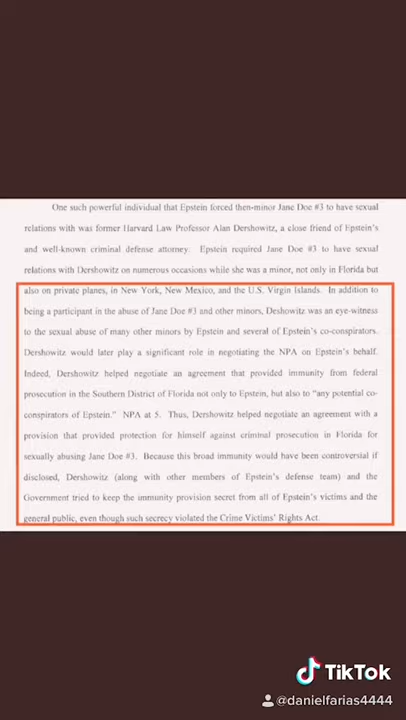 One such powerful individual that Epstein forced then-minor Jane Doe #3 to have sexual
relations with was former Harvard Law Professor Alan Dershowitz, a close friend of Epstein's
and well-known criminal defense attorney. Epstein required Jane Doe #3 to have sexual
relations with Dershowitz on numerous occasions while she was a minor, not only in Florida but
also on private planes, in New York, New Mexico, and the U.S. Virgin Islands. In addition to
being a participant in the abuse of Jane Doe #3 and other minors, Deshowitz was an eye-witness
to the sexual abuse of many other minors by Epstein and several of Epstein's co-conspirators.
Dershowitz would later play a significant role in negotiating the NPA on Epstein's behalf.
Indeed, Dershowitz helped negotiate an agreement that provided immunity from federal
prosecution in the Southern District of Florida not only to Epstein, but also to "any potential co-
conspirators of Epstein." NPA at 5. Thus, Dershowitz helped negotiate an agreement with a
provision that provided protection for himself against criminal prosecution in Florida for
sexually abusing Jane Doe #3. Because this broad immunity would have been controversial if
disclosed, Dershowitz (along with other members of Epstein's defense team) and the
Government tried to keep the immunity provision secret from all of Epstein's victims and the
general public, even though such secrecy violated the Crime Victims' Rights Act.
TikTok
@danielfarias4444